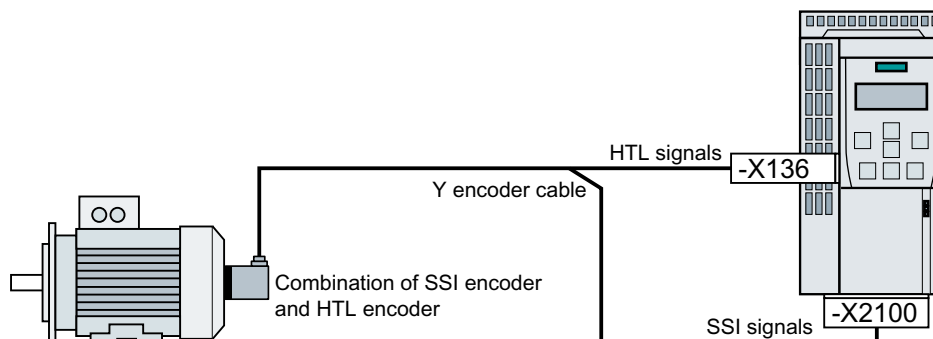 HTL signals
-X136
Y encoder cable
Combination of SSI encoder
and HTL encoder
-X2100
SSI signals